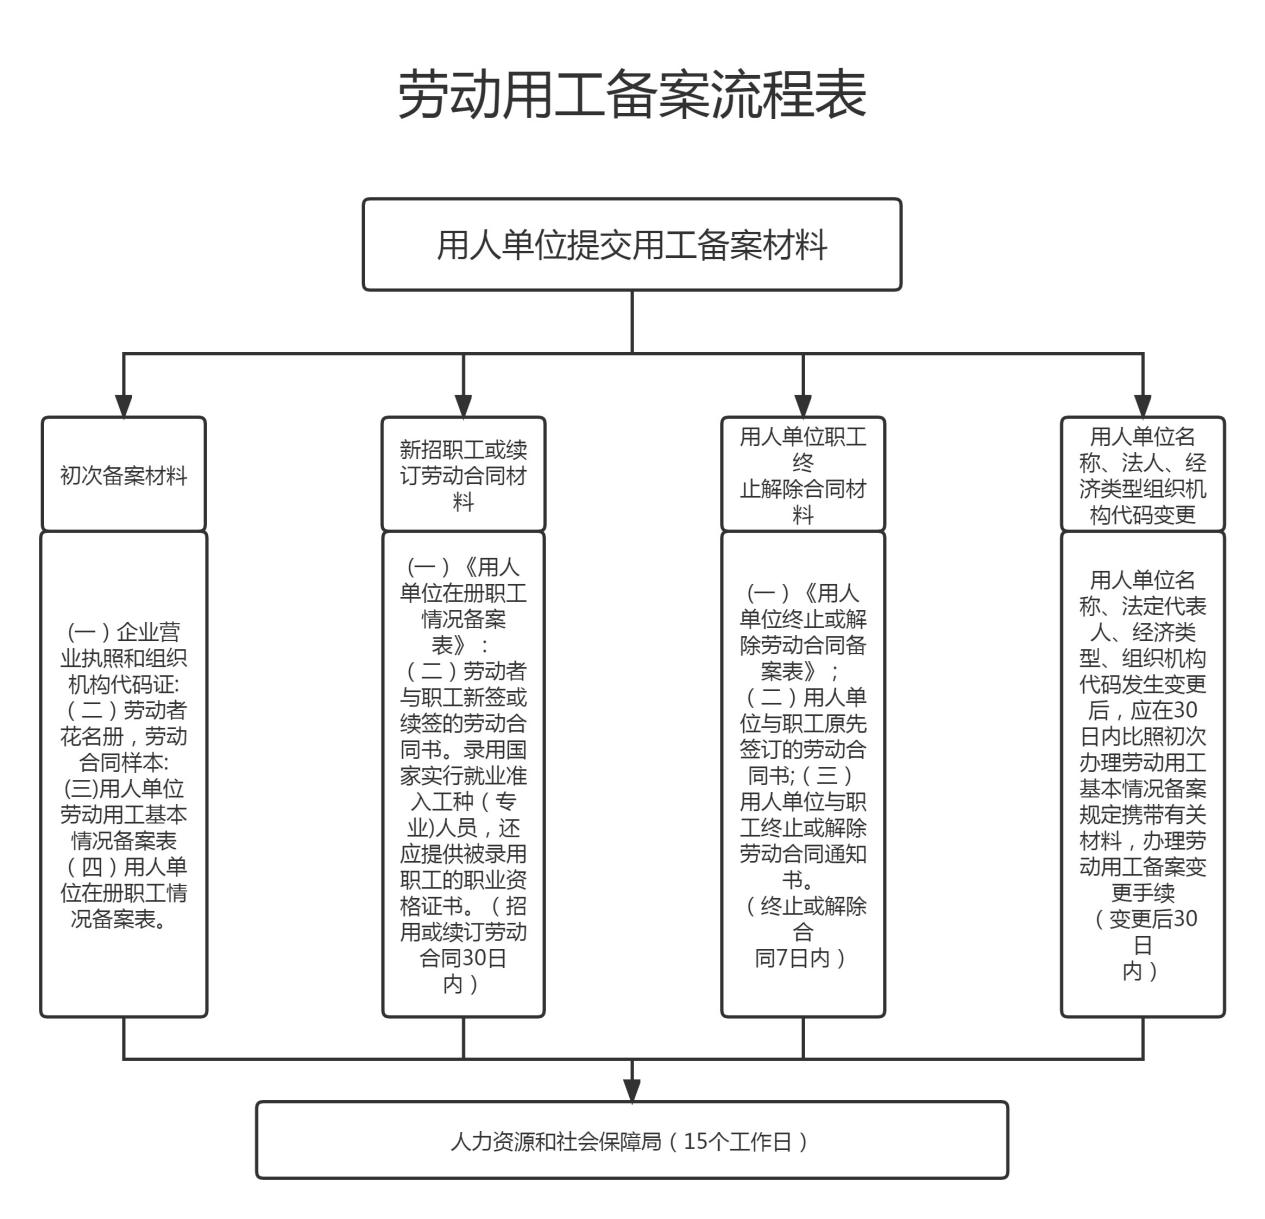 劳动用工备案流程表
用人单位提交用工备案材料
初次备案材料
(一）企业营
业执照和组织
机构代码证:
（二）劳动者
花名册，劳动
合同样本:
(三)用人单位
劳动用工基本
情况备案表
（四）用人单
位在册职工情
况备案表。
新招职工或续
订劳动合同材
料
(一）《用人
单位在册职工
情况备案
表》：
（二）劳动者
与职工新签或
续签的劳动合
同书。录用国
家实行就业准
入工种（专
业)人员，还
应提供被录用
职工的职业资
格证书。（招
用或续订劳动
合同30日
内）
用人单位职工
终
止解除合同材
料
(一）《用人
单位终止或解
除劳动合同备
案表》；
（二）用人单
位与职工原先
签订的劳动合
同书;（三）
用人单位与职
工终止或解除
劳动合同通知
书。
（终止或解除
合
同7日内）
用人单位名
称、法人、经
济类型组织机
构代码变更
用人单位名
称、法定代表
人、经济类
型、组织机构
代码发生变更
后，应在30
日内比照初次
办理劳动用工
基本情况备案
规定携带有关
材料，办理劳
动用工备案变
更手续
（变更后30
日
内）
人力资源和社会保障局（15个工作日）